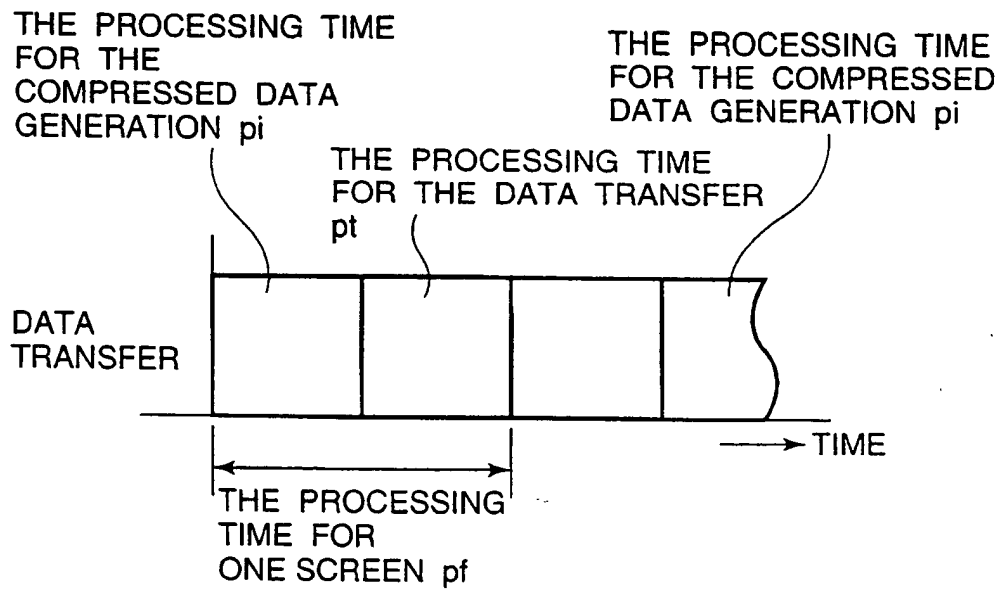 THE PROCESSING TIME
FOR THE
COMPRESSED DATA
GENERATION pi
THE PROCESSING TIME
FOR THE COMPRESSED
DATA GENERATION pi
THE PROCESSING TIME
FOR THE DATA TRANSFER
pt
DATA
TRANSFER
TIME
THE PROCESSING
TIME FOR
ONE SCREEN pf